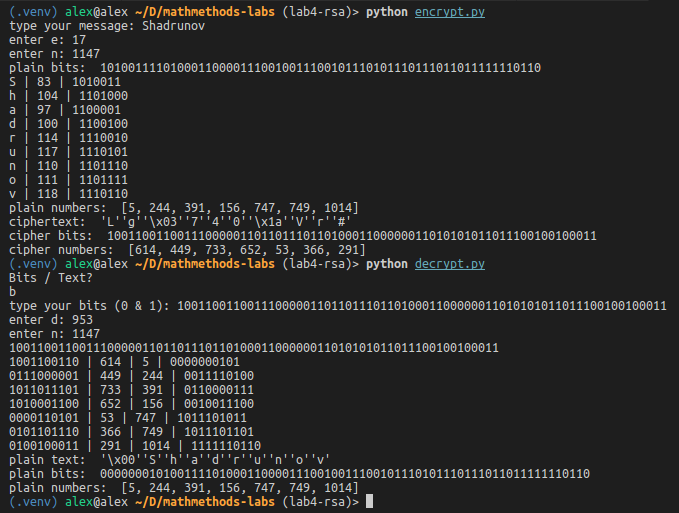 (.venv) alex@alex ~/D/mathmethods-labs (lab4-rsa)> python encrypt.py
type your message: Shadrunov
enter e: 17
enter n: 1147
plain bits:  101001111010001100001110010011100101110101110111011011111110110
S | 83 | 1010011
h | 104 | 1101000
a | 97 | 1100001
d | 100 | 1100100
r | 114 | 1110010
u | 117 | 1110101
n | 110 | 1101110
o | 111 | 1101111
v | 118 | 1110110
plain numbers:  [5, 244, 391, 156, 747, 749, 1014]
ciphertext:  'L''g''\x03''7''4''0''\x1a''V''r''#'
cipher bits:  1001100110011100000110110111011010001100000011010101011011100100100011
cipher numbers:  [614, 449, 733, 652, 53, 366, 291]
(.venv) alex@alex ~/D/mathmethods-labs (lab4-rsa)> python decrypt.py
Bits / Text?
b
type your bits (0 & 1): 1001100110011100000110110111011010001100000011010101011011100100100011
enter d: 953
enter n: 1147
1001100110011100000110110111011010001100000011010101011011100100100011
1001100110 | 614 | 5 | 0000000101
0111000001 | 449 | 244 | 0011110100
1011011101 | 733 | 391 | 0110000111
1010001100 | 652 | 156 | 0010011100
0000110101 | 53 | 747 | 1011101011
0101101110 | 366 | 749 | 1011101101
0100100011 | 291 | 1014 | 1111110110
plain text:  '\x00''S''h''a''d''r''u''n''o''v'
plain bits:  0000000101001111010001100001110010011100101110101110111011011111110110
plain numbers:  [5, 244, 391, 156, 747, 749, 1014]
(.venv) alex@alex ~/D/mathmethods-labs (lab4-rsa)>